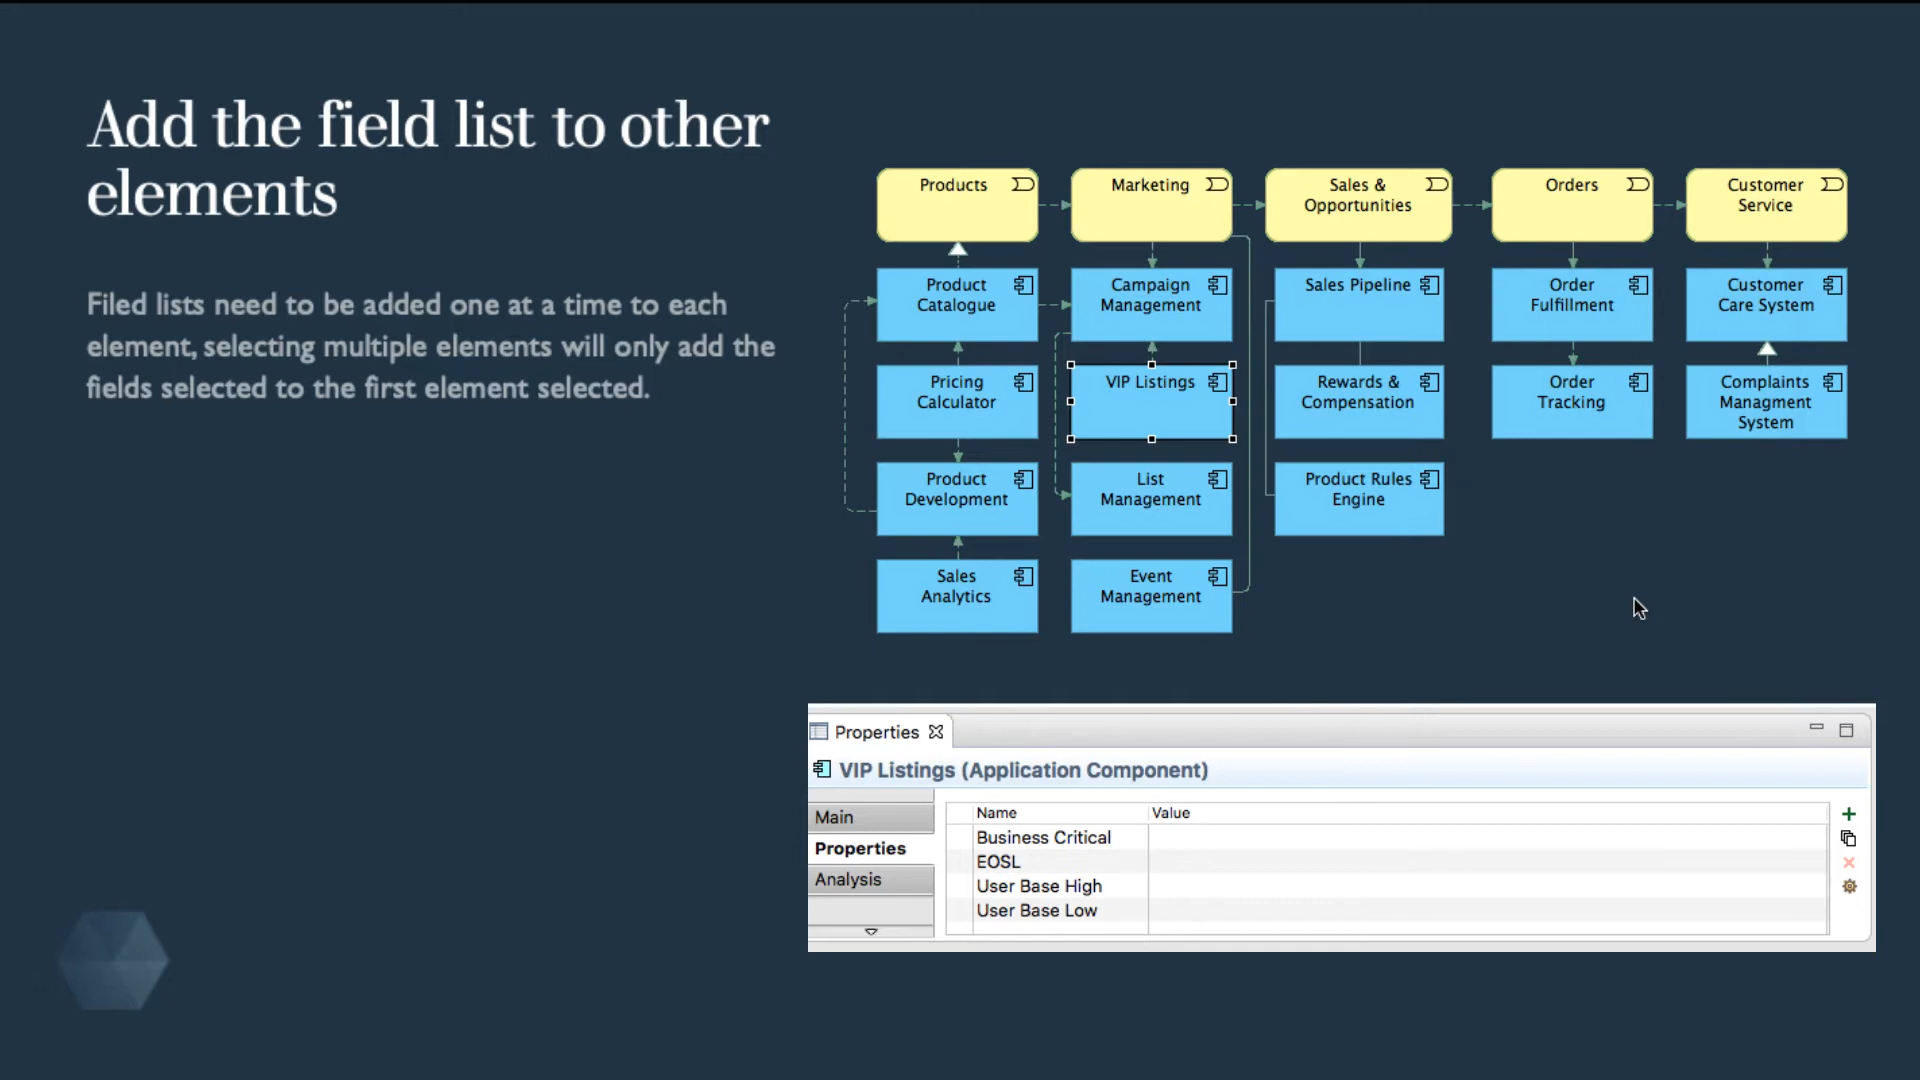 Add the field list to other
elements
Filed lists need to be added one at a time to each
element, selecting multiple elements will only add the
fields selected to the first element selected.
Products
Marketing
Sales &
Opportunities
Orders
Customer
Service
Product
Catalogue
Campaign
Management
Sales Pipeline
Order
Fulfillment
Customer
Care System
Pricing
Calculator
VIP Listings
Rewards &
Compensation
Order
Tracking
Complaints
Managment
System
Product
Development
List
Management
Product Rules
Engine
Sales
Analytics
Event
Management
Properties
VIP Listings (Application Component)
Main
Properties
Analysis
Name Value
Business Critical
EOSL
User Base High
User Base Low